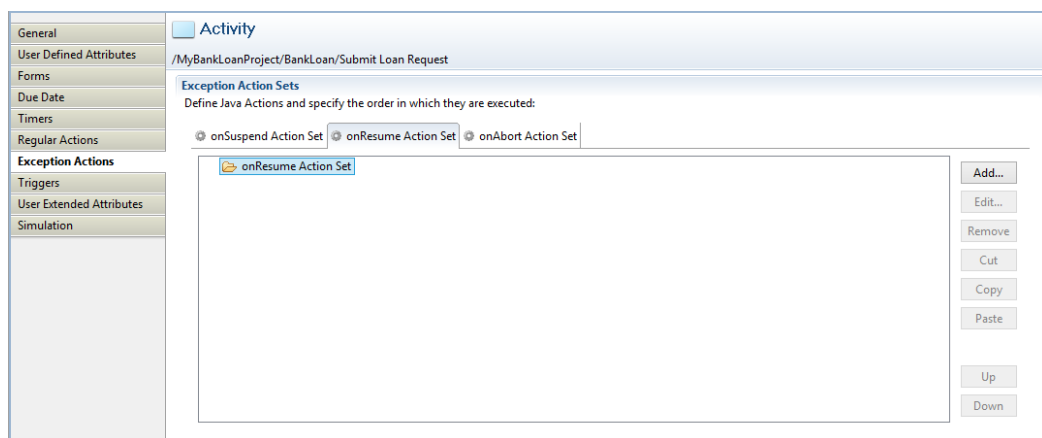 General
User Defined Attributes
Forms
Due Date
Timers
Regular Actions
Exception Actions
Triggers
User Extended Attributes
Simulation
Activity
/MyBankLoanProject/BankLoan/Submit Loan Request
Exception Action Sets
Define Java Actions and specify the order in which they are executed:
onSuspend Action Set onResume Action Set onAbort Action Set
onResume Action Set
Add...
Edit...
Remove
Cut
Copy
Paste
Up
Down